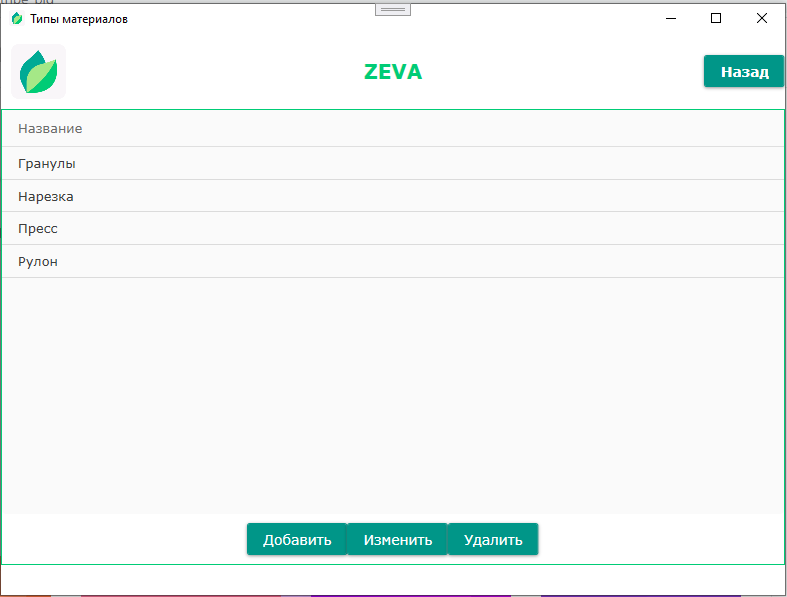 Типы материалов
ZEVA
Назад
Название
Гранулы
Нарезка
Пресс
Рулон
Добавить Изменить Удалить